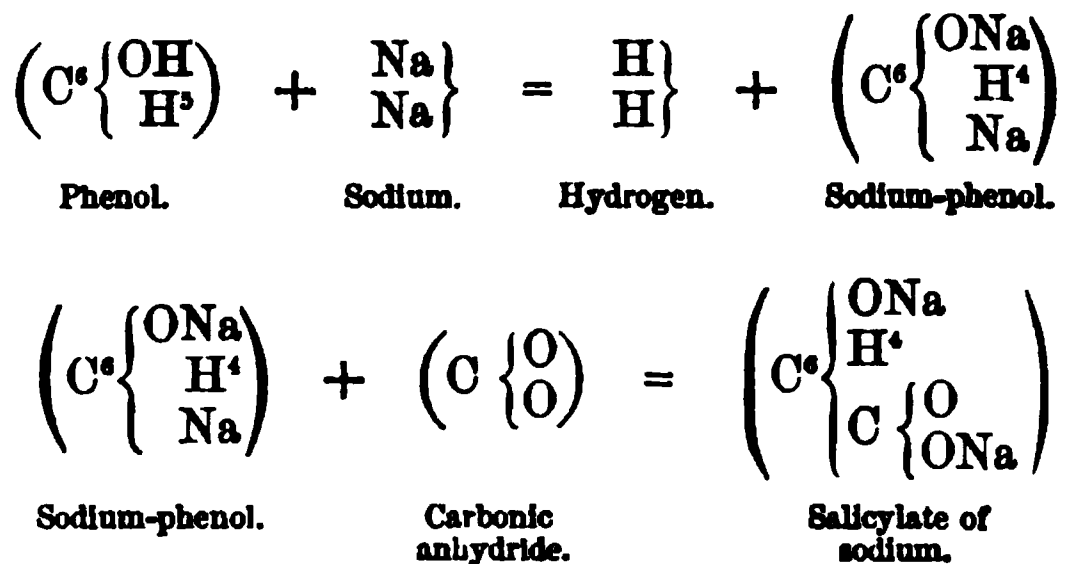 (C⁶ { OH H⁵ ) + Na Na } = H H } + (C⁶ { ONa H⁴ Na )
Phenol. Sodium. Hydrogen. Sodium-phenol.
(C⁶ { ONa H⁴ Na ) + (C { O O ) = (C⁶ { ONa H⁴ C { O ONa )
Sodium-phenol. Carbonic anhydride. Salicylate of sodium.